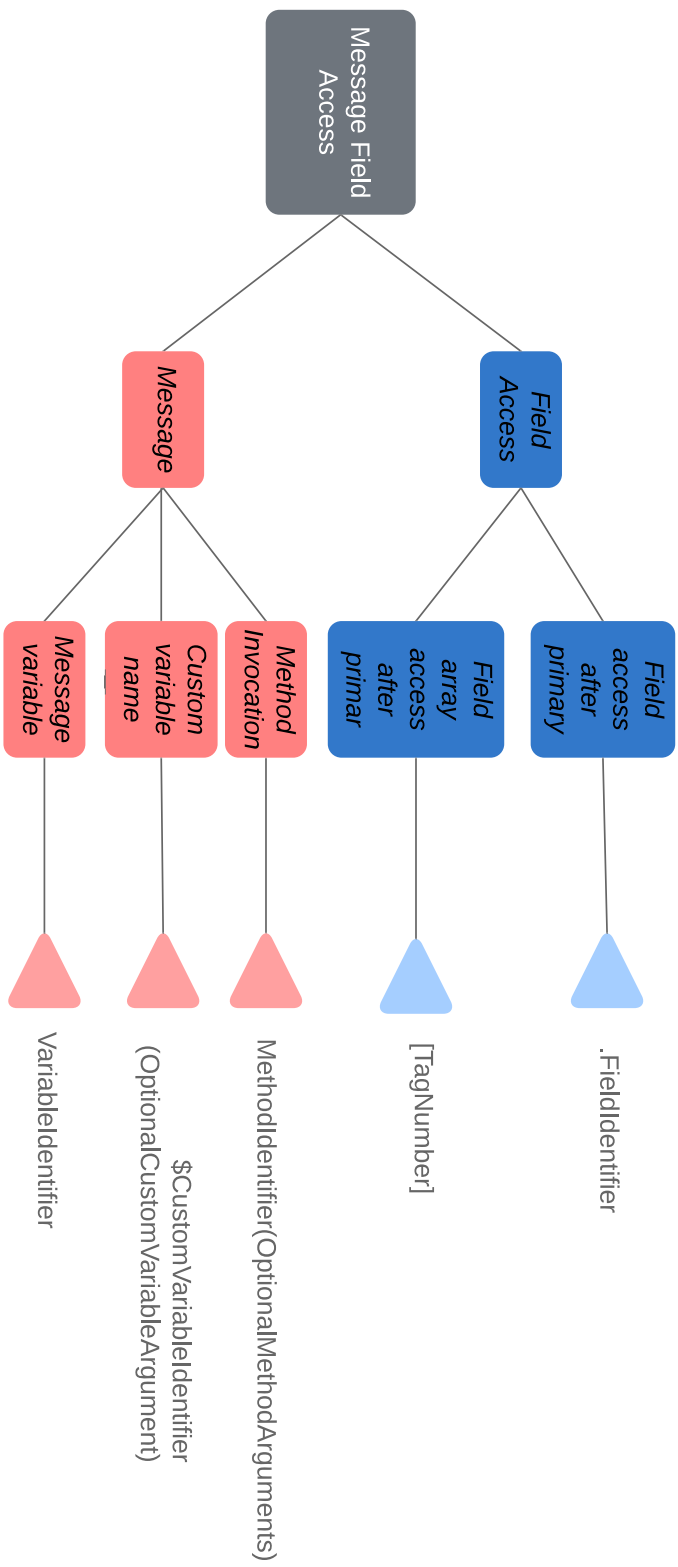 Message Field
Access
Field
Access
Message
Field
access
after
primary
Field
array
access
after
primar
Method
Invocation
Custom
variable
name
Message
variable
.FieldIdentifier
[TagNumber]
MethodIdentifier(OptionalMethodArguments)
$CustomVariableIdentifier
(OptionalCustomVariableArgument)
VariableIdentifier